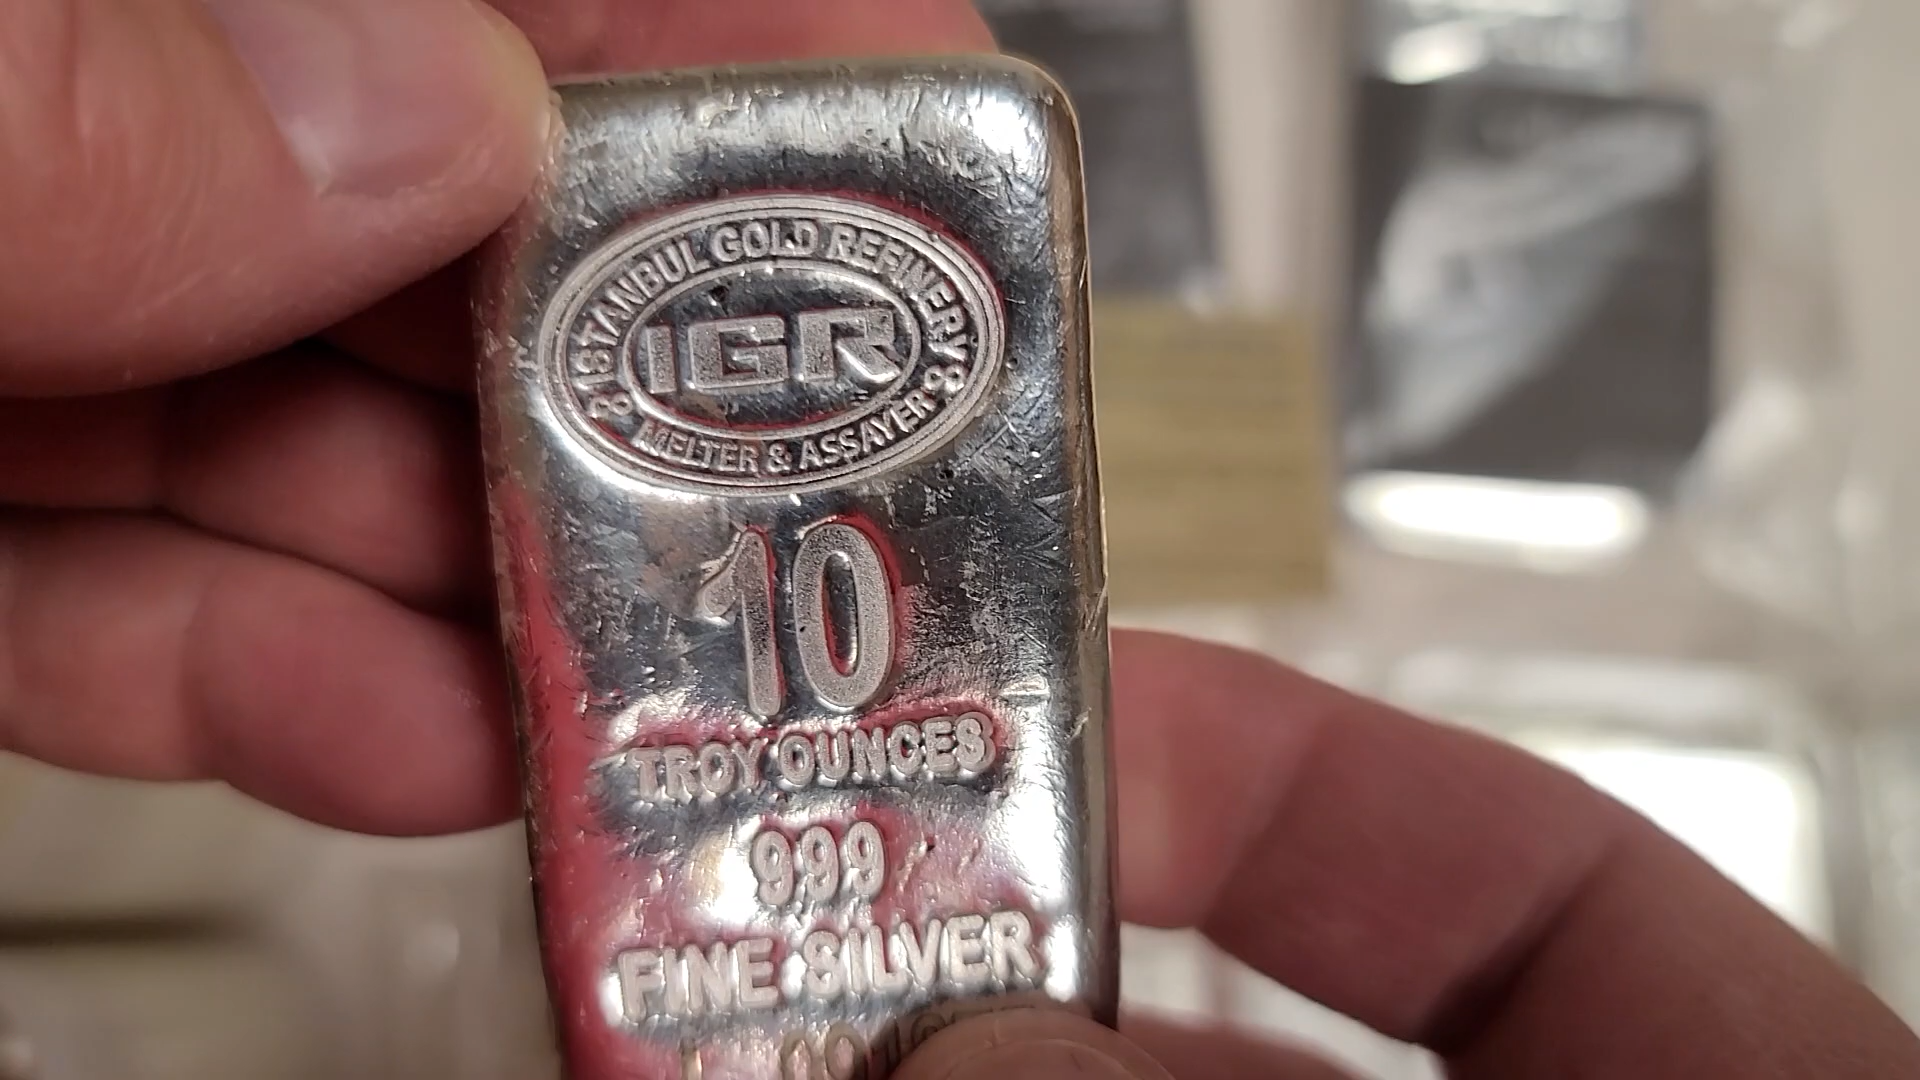 ISTANBUL GOLD REFINERY
IGR
& MELTER & ASSAYER &
10
TROY OUNCES
999
FINE SILVER